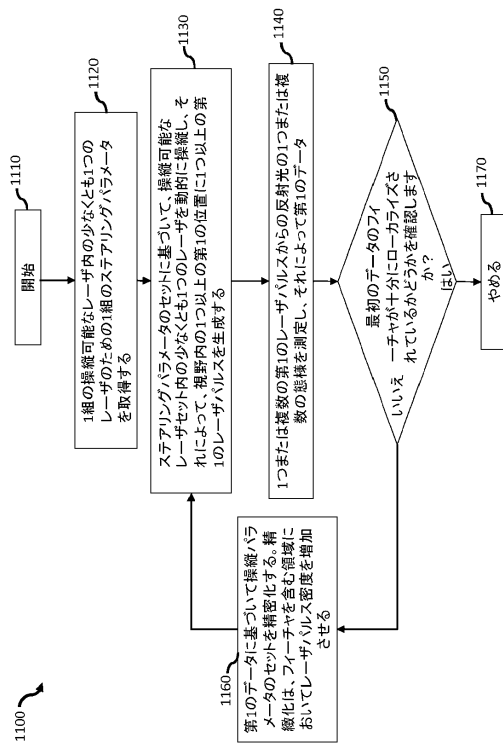 1100
1110
開始
1120
1組の操縦可能なレーザ内の少なくとも1つの
レーザのための1組のステアリングパラメータ
を取得する
1130
ステアリングパラメータのセットに基づいて、操縦可能な
レーザセット内の少なくとも1つのレーザを動的に操縦し、そ
れによって、視野内の1つ以上の第1の位置に1つ以上の第
1のレーザパルスを生成する
1140
1つまたは複数の第1のレーザパルスからの反射光の1つまたは複
数の態様を測定し、それによって第1のデータ
1150
最初のデータのフィ
ーチャが十分にローカライズさ
れているかどうかを確認します
か?
いいえ
はい
1160
第1のデータに基づいて操縦パラ
メータのセットを精密化する。精
緻化は、フィーチャを含む領域に
おいてレーザパルス密度を増加
させる
1170
やめる